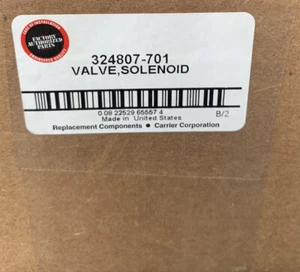 FACTORY
AUTHORIZED
PARTS
324807-701
VALVE,SOLENOID
0 08 22529 65557 4
Made in United States
B/2
Replacement Components • Carrier Corporation